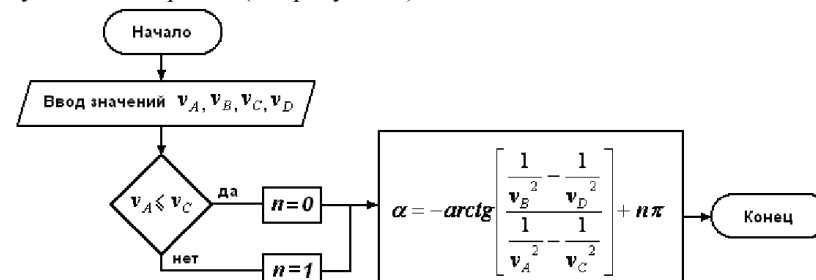 Начало
Ввод значений v_A, v_B, v_C, v_D
v_A ⩽ v_C
да
n=0
нет
n=1
α = -arctg[(1/v_B² - 1/v_D²)/(1/v_A² - 1/v_C²)] + nπ
Конец